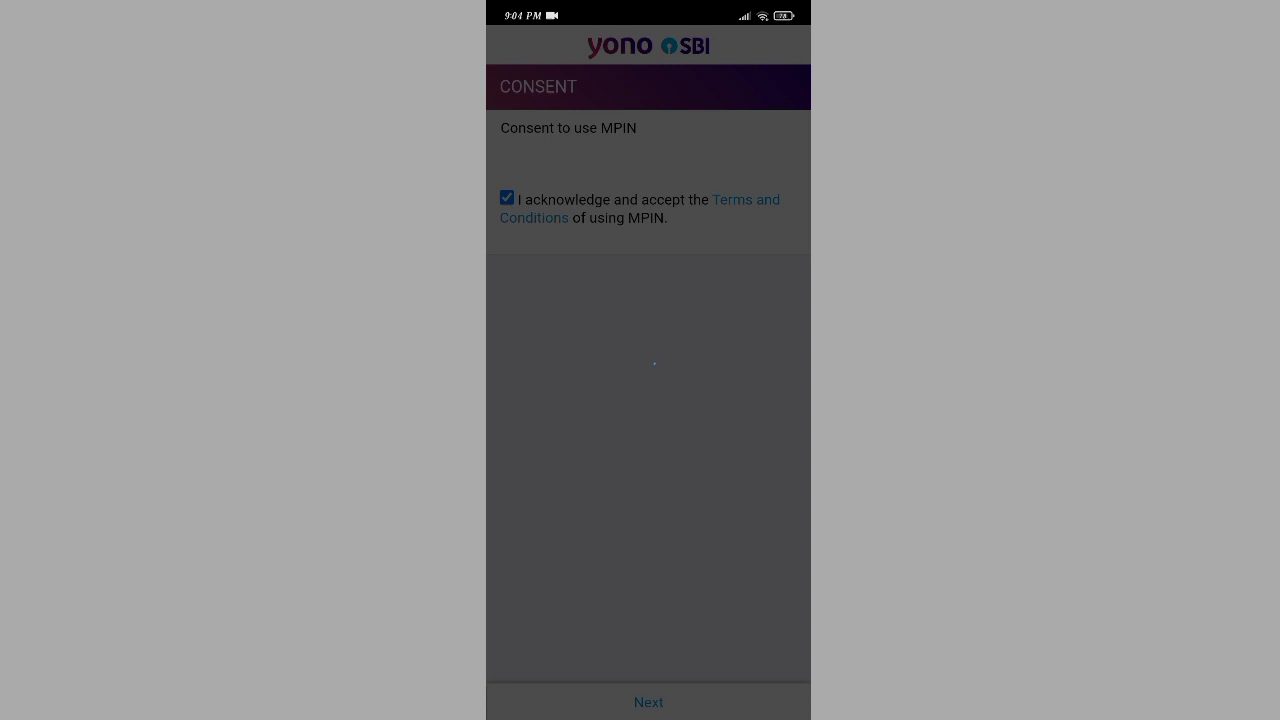 9:04 PM
78
yono SBI
CONSENT
Consent to use MPIN
I acknowledge and accept the Terms and
Conditions of using MPIN.
Next